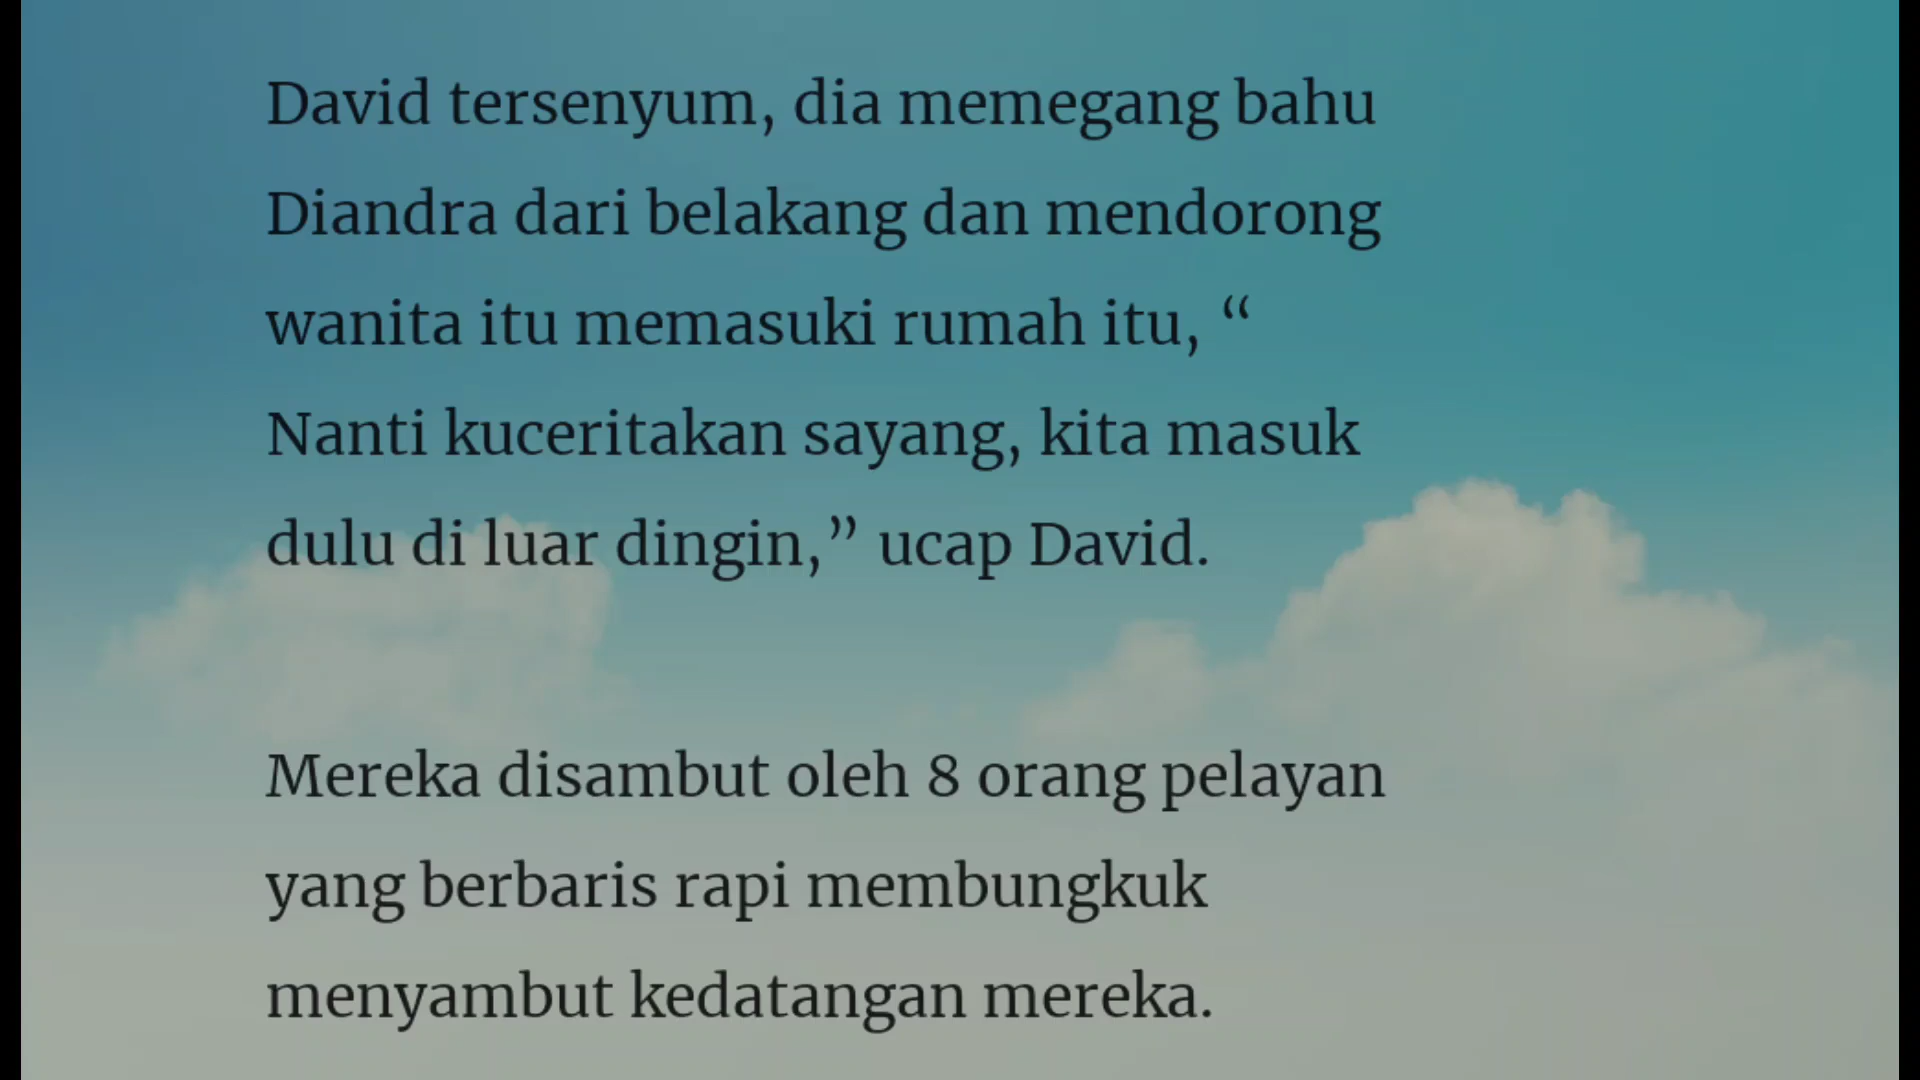 David tersenyum, dia memegang bahu
Diandra dari belakang dan mendorong
wanita itu memasuki rumah itu, “
Nanti kuceritakan sayang, kita masuk
dulu di luar dingin,” ucap David.
Mereka disambut oleh 8 orang pelayan
yang berbaris rapi membungkuk
menyambut kedatangan mereka.